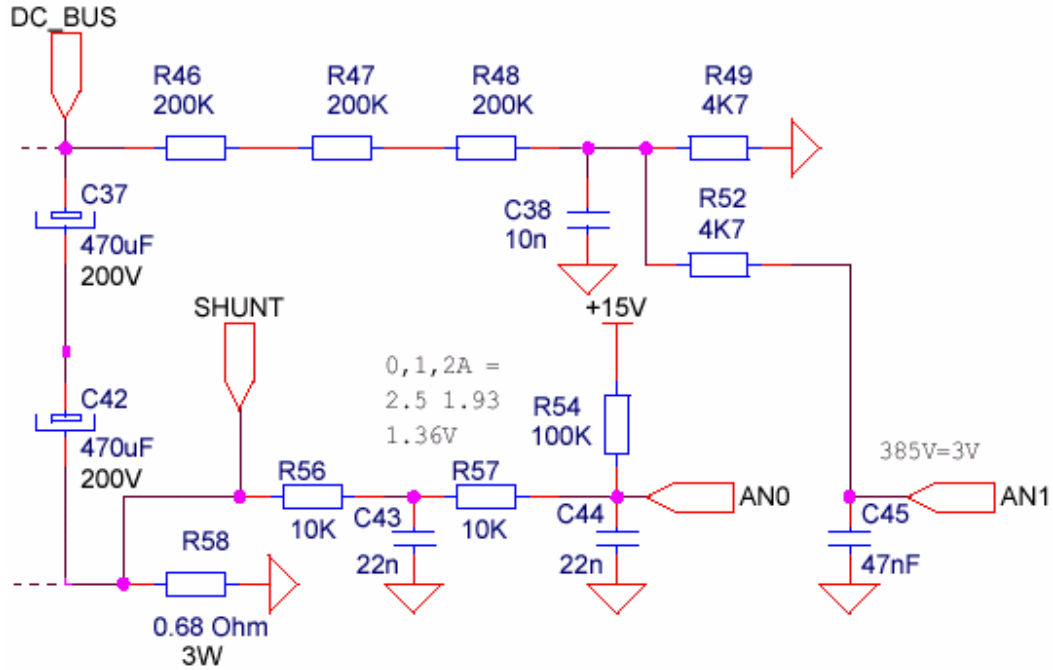 DC_BUS
R46
200K
R47
200K
R48
200K
R49
4K7
C37
470uF
200V
C38
10n
R52
4K7
SHUNT
+15V
0,1,2A =
2.5 1.93
1.36V
C42
470uF
200V
R54
100K
385V=3V
R56
10K
R57
10K
AN0
AN1
C43
22n
C44
22n
C45
47nF
R58
0.68 Ohm
3W